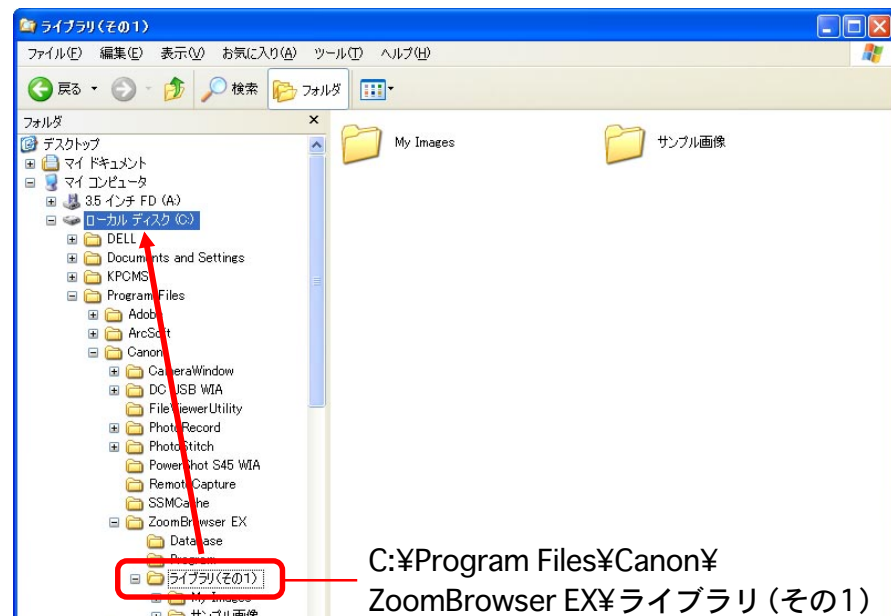 ライブラリ(その1)
ファイル(F) 編集(E) 表示(V) お気に入り(A) ツール(T) ヘルプ(H)
戻る 検索 フォルダ
フォルダ ×
デスクトップ
マイ ドキュメント
マイ コンピュータ
3.5 インチ FD (A:)
ローカル ディスク (C:)
DELL
Documents and Settings
KPCMS
Program Files
Adobe
ArcSoft
Canon
CameraWindow
DC USB WIA
FileViewerUtility
PhotoRecord
PhotoStitch
PowerShot S45 WIA
RemoteCapture
SSMCache
ZoomBrowser EX
Database
Program
ライブラリ(その1)
My Images
サンプル画像
My Images
サンプル画像
C:¥Program Files¥Canon¥
ZoomBrowser EX¥ライブラリ(その1)